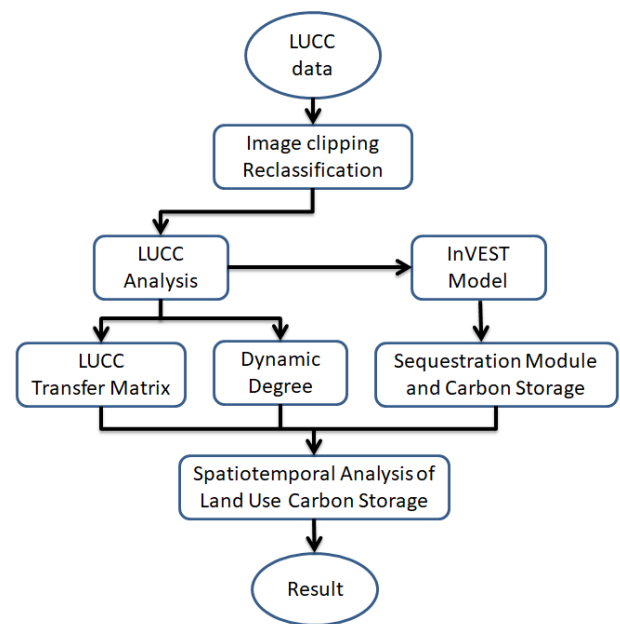 LUCC
data
Image clipping
Reclassification
LUCC
Analysis
InVEST
Model
LUCC
Transfer Matrix
Dynamic
Degree
Sequestration Module
and Carbon Storage
Spatiotemporal Analysis of
Land Use Carbon Storage
Result